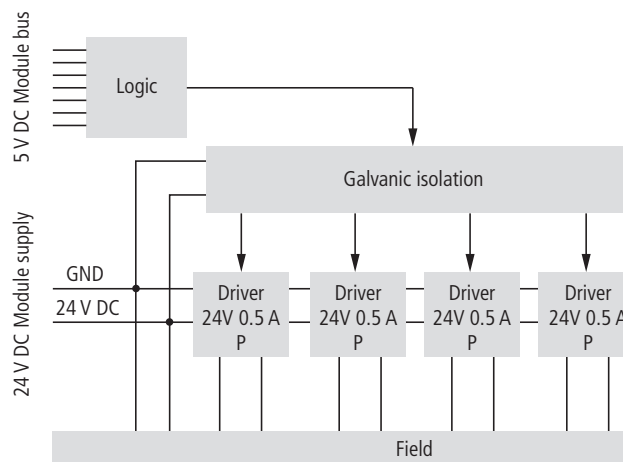 5 V DC Module bus
Logic
Galvanic isolation
24 V DC Module supply
GND
24 V DC
Driver
24V 0.5 A
P
Driver
24V 0.5 A
P
Driver
24V 0.5 A
P
Driver
24V 0.5 A
P
Field